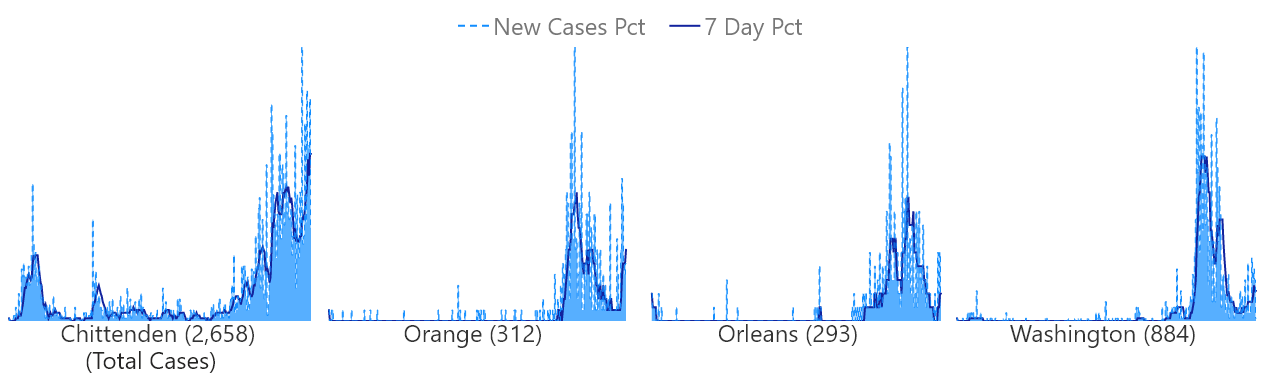 New Cases Pct 7 Day Pct
Chittenden (2,658) Orange (312) Orleans (293) Washington (884)
(Total Cases)